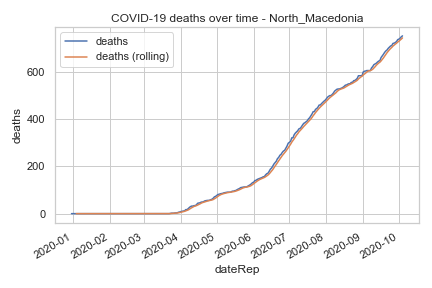 COVID-19 deaths over time - North_Macedonia
deaths
deaths (rolling)
deaths
600
400
200
0
2020-01
2020-02
2020-03
2020-04
2020-05
2020-06
2020-07
2020-08
2020-09
2020-10
dateRep